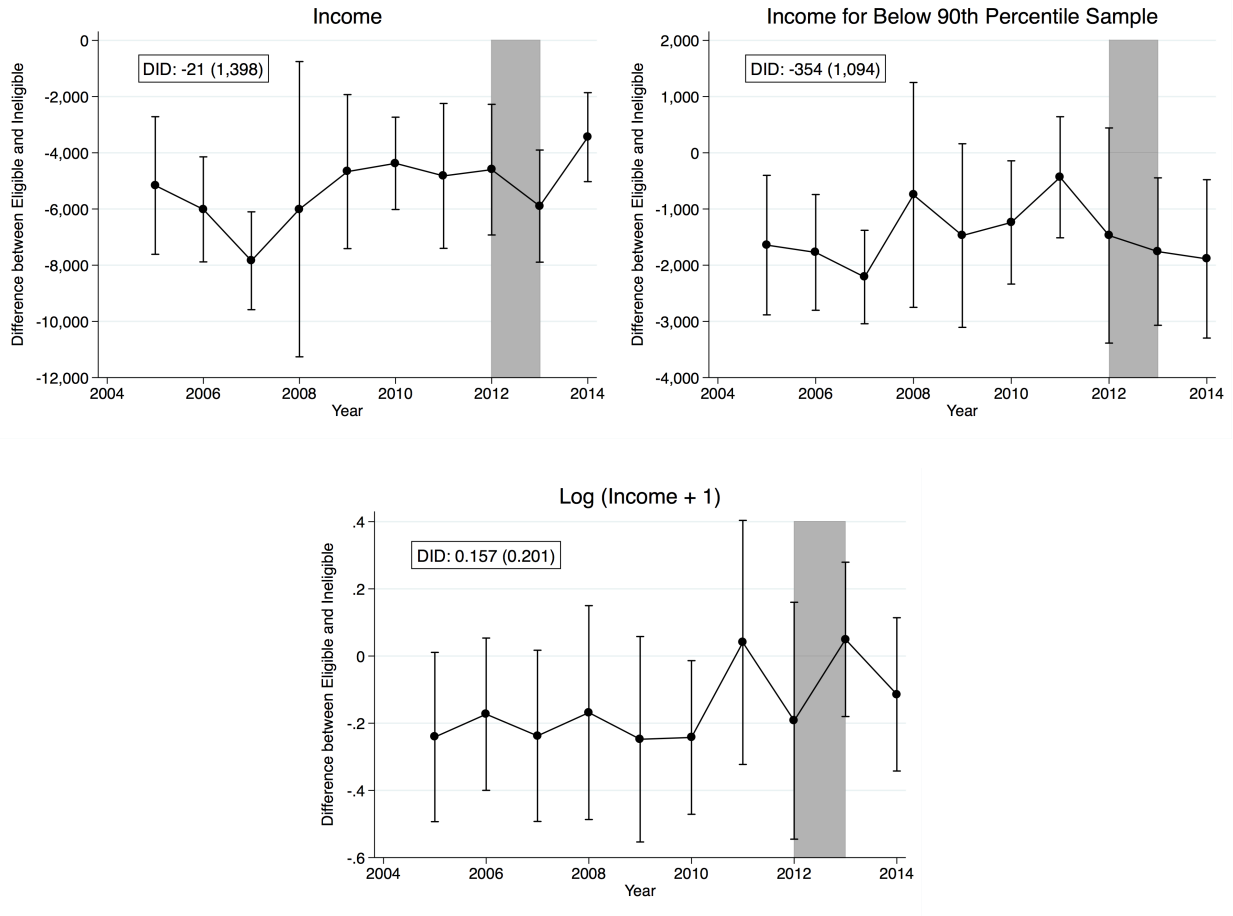 Income
DID: -21 (1,398)
Difference between Eligible and Ineligible
0
-2,000
-4,000
-6,000
-8,000
-10,000
-12,000
2004 2006 2008 2010 2012 2014
Year
Income for Below 90th Percentile Sample
DID: -354 (1,094)
Difference between Eligible and Ineligible
2,000
1,000
0
-1,000
-2,000
-3,000
-4,000
2004 2006 2008 2010 2012 2014
Year
Log (Income + 1)
DID: 0.157 (0.201)
Difference between Eligible and Ineligible
.4
.2
0
-.2
-.4
-.6
2004 2006 2008 2010 2012 2014
Year